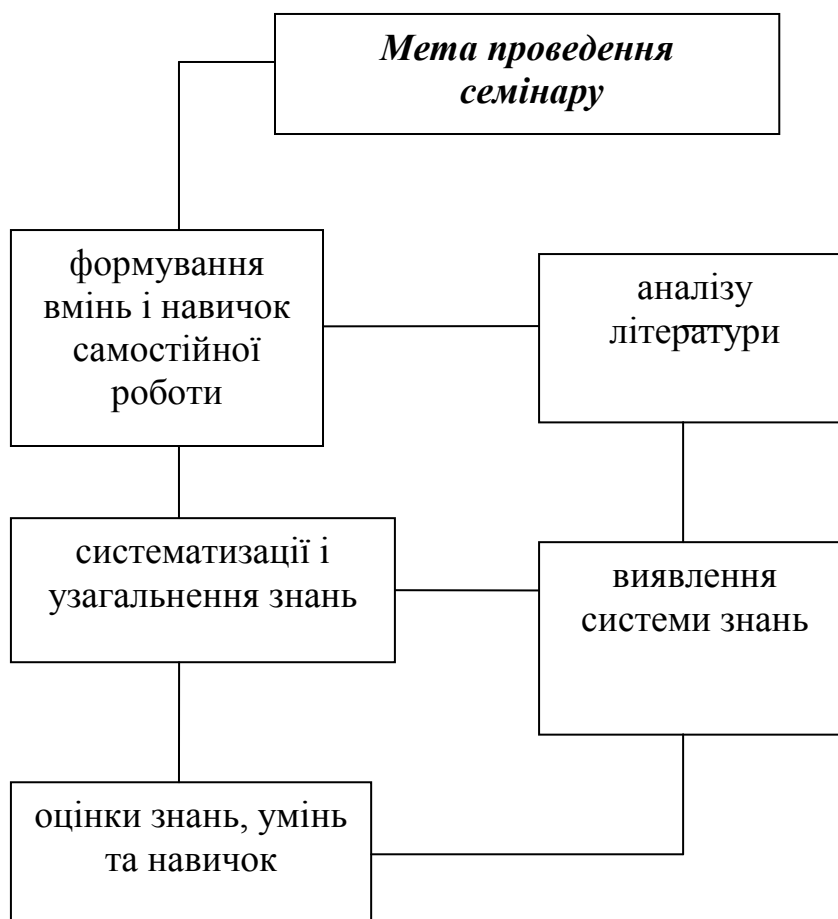 Мета проведення
семінару
формування
вмінь і навичок
самостійної
роботи
аналізу
літератури
систематизації і
узагальнення знань
виявлення
системи знань
оцінки знань, умінь
та навичок